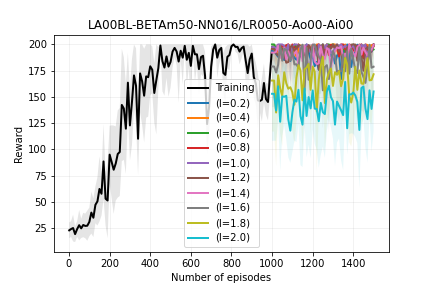 LA00BL-BETAm50-NN016/LR0050-Ao00-Ai00
200
175
150
125
100
75
50
25
Reward
Training
(l=0.2)
(l=0.4)
(l=0.6)
(l=0.8)
(l=1.0)
(l=1.2)
(l=1.4)
(l=1.6)
(l=1.8)
(l=2.0)
0 200 400 600 800 1000 1200 1400
Number of episodes